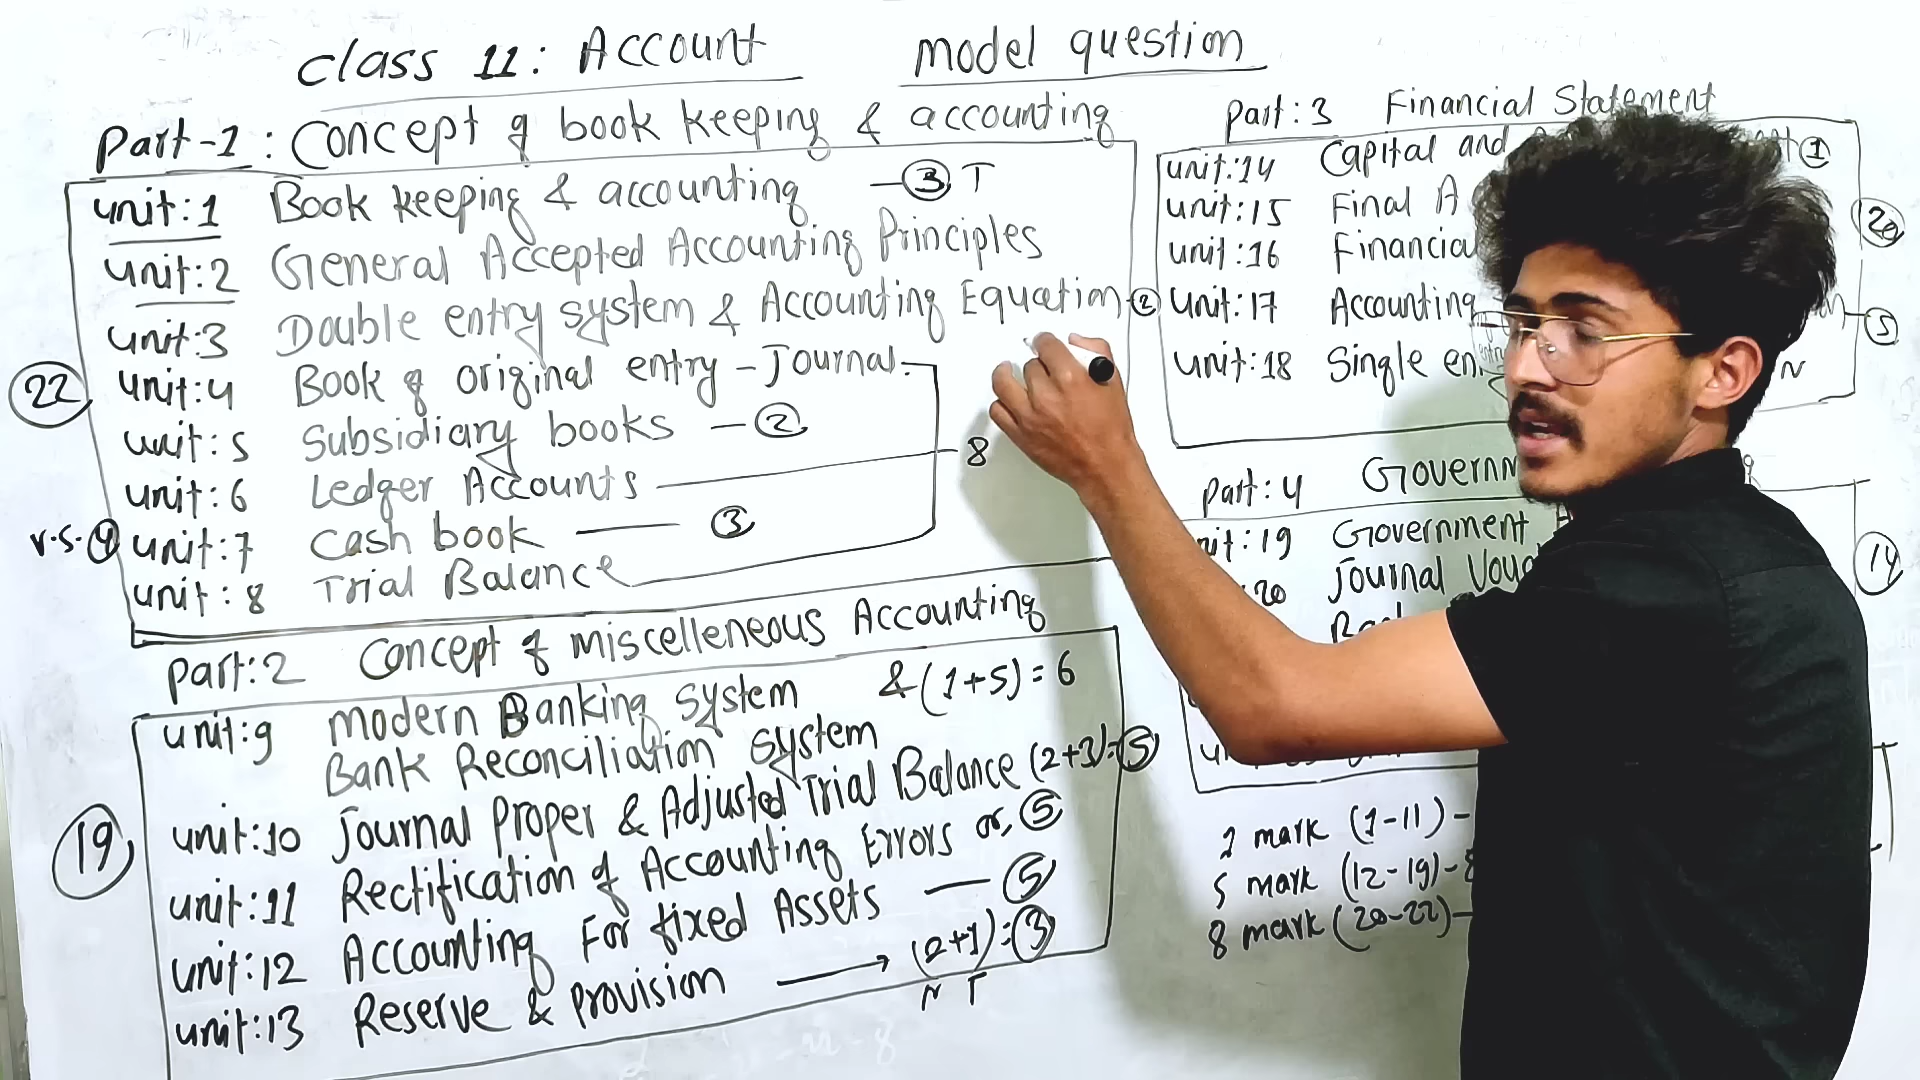 class 11: Account model question
Part-1: Concept of book keeping & accounting
unit:1 Book keeping & accounting - 3 T
unit:2 General Accepted Accounting Principles
unit:3 Double entry system & Accounting Equation 2
22
unit:4 Book of original entry - Journal
unit:5 Subsidiary books - 2
8
unit:6 Ledger Accounts
v.s. 4 unit:7 Cash book - 3
unit:8 Trial Balance
Part:2 Concept of miscelleneous Accounting
unit:9 Modern Banking system & (1+5)=6
Bank Reconciliation system
19
unit:10 Journal Proper & Adjusted Trial Balance (2+3)=5
unit:11 Rectification of Accounting Errors or, 5
unit:12 Accounting For fixed Assets - 5
unit:13 Reserve & provision → (2+1)=3
N T
Part:3 Financial Statement
unit:14 Capital and 1
unit:15 Final A
unit:16
unit:17 Accounting 5
unit:18 Single N
Part:4
unit:19 Government
14
20 Journal
1 mark (1-11) -
5 mark (12-19) - 8
8 mark (20-22) -